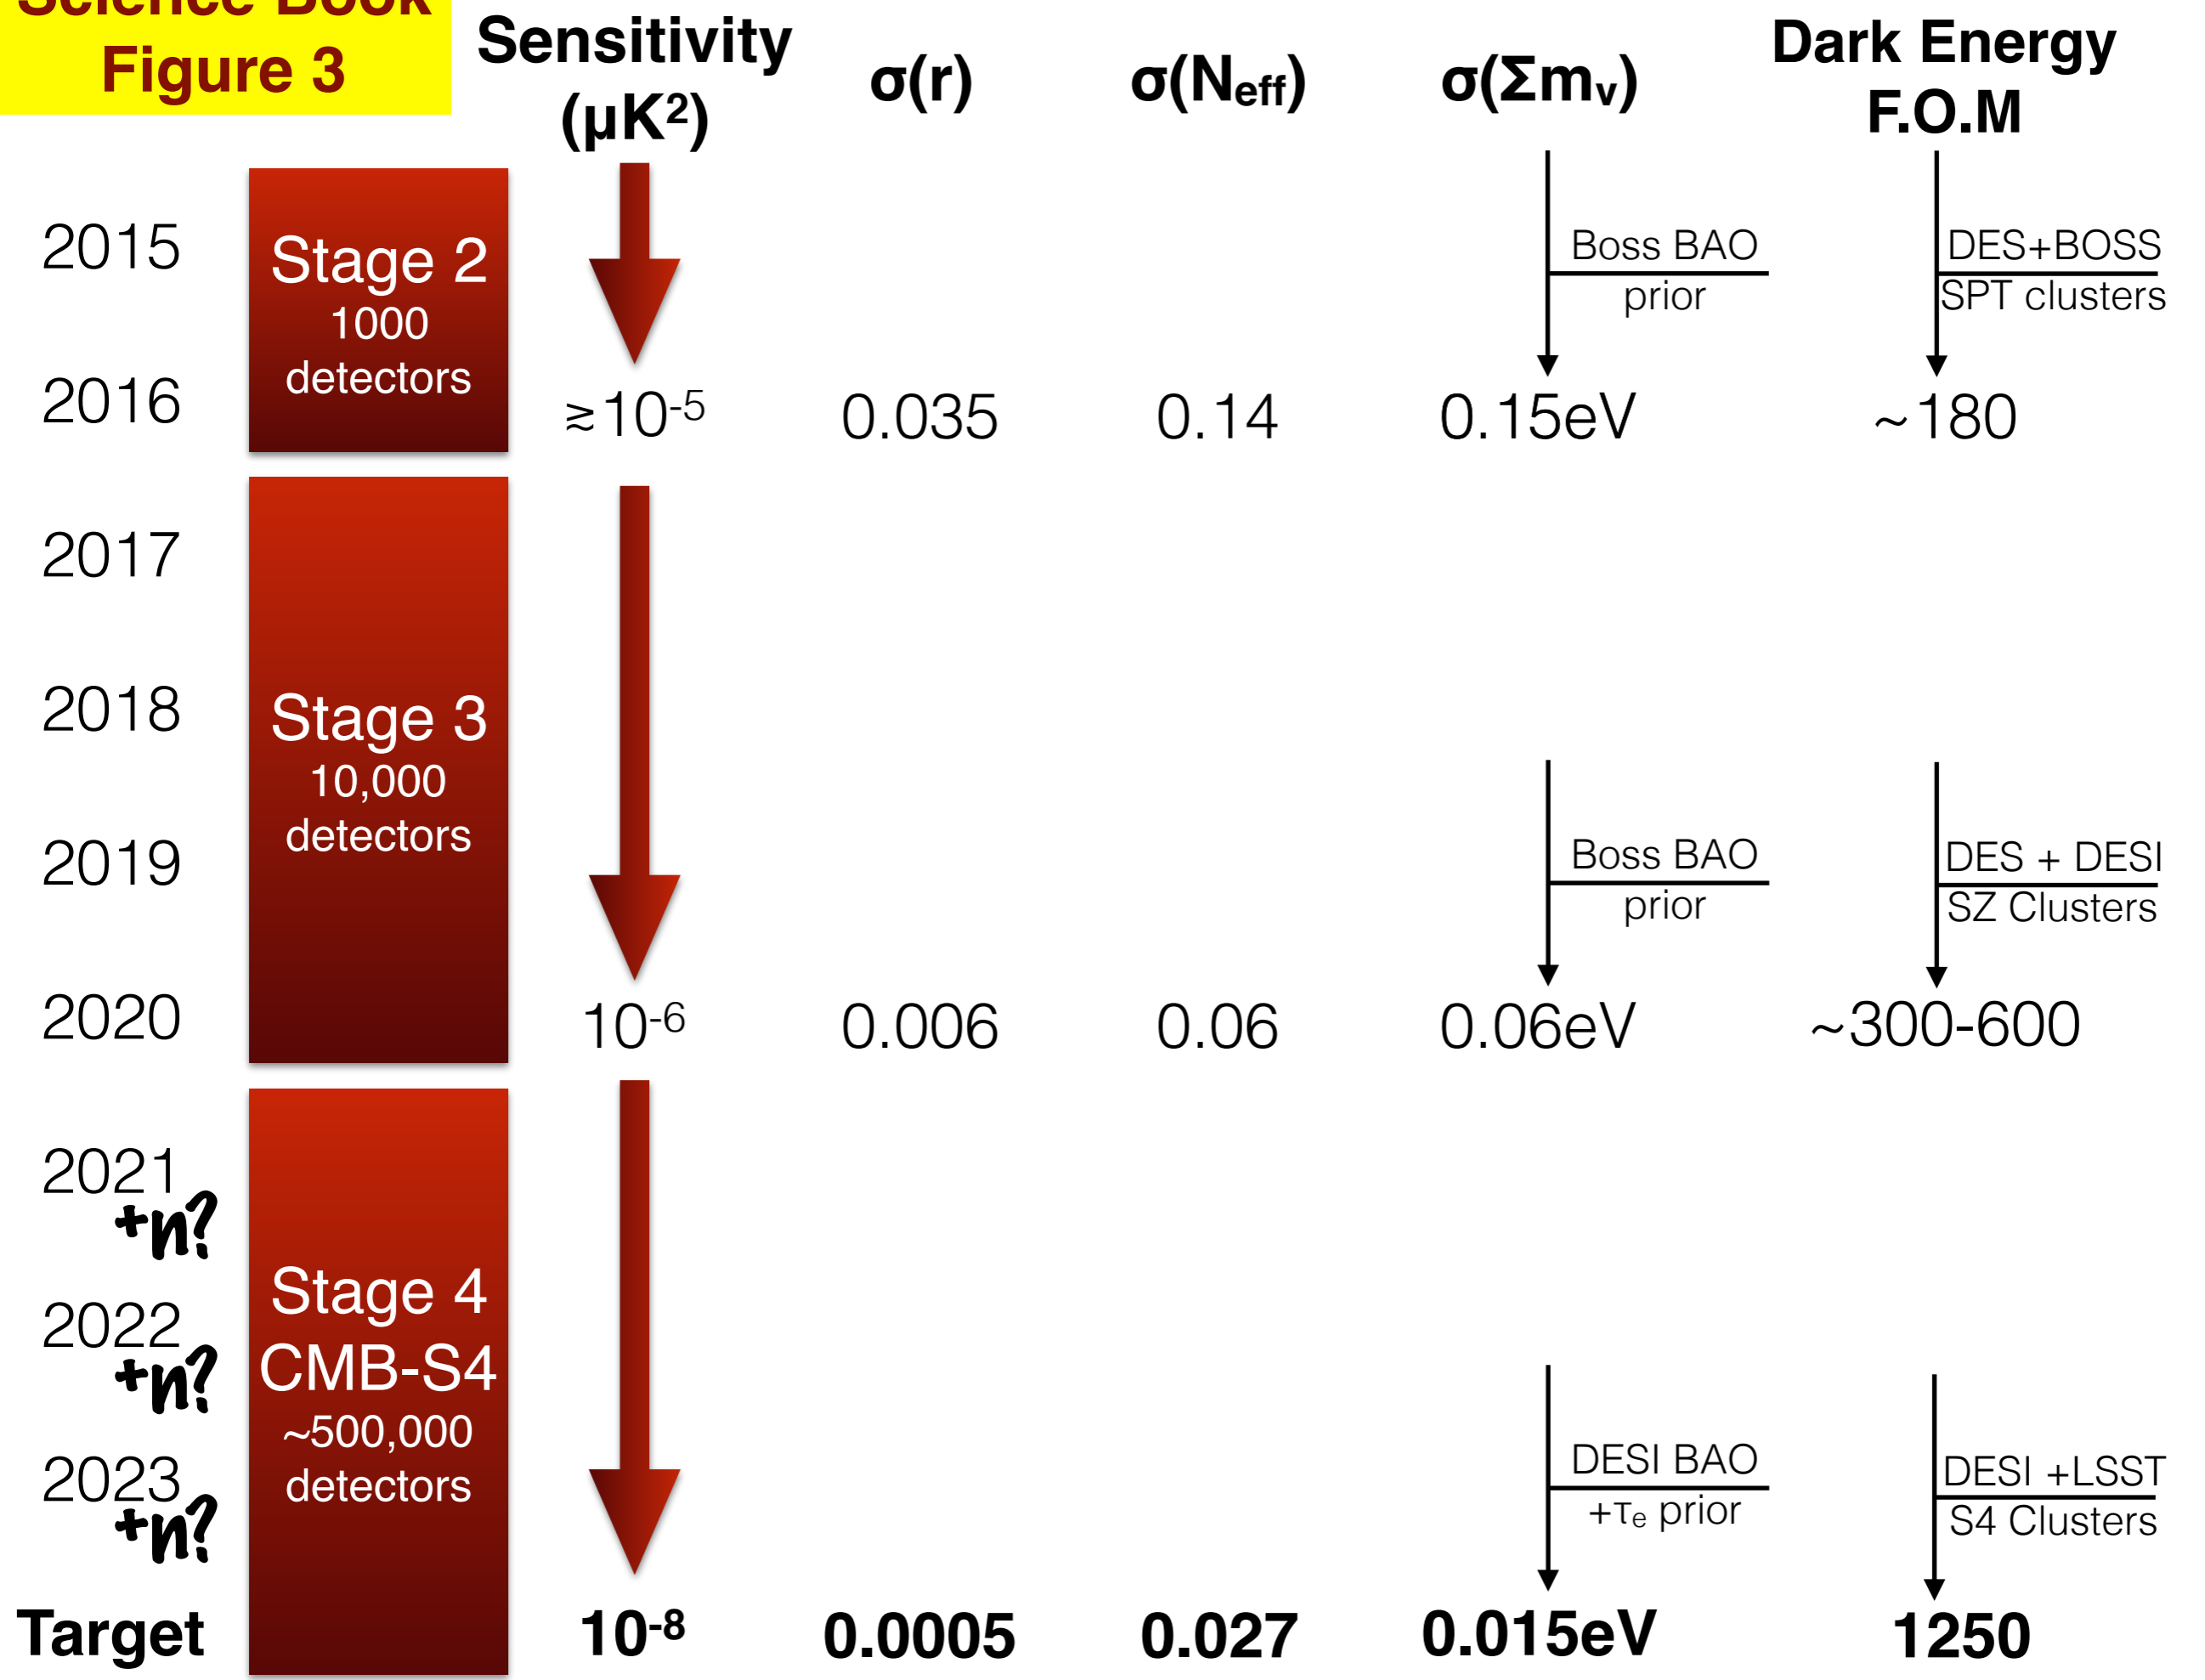 Science Book
Figure 3
Sensitivity
(µK²)
σ(r)
σ(Neff)
σ(Σmν)
Dark Energy
F.O.M
2015
2016
Stage 2
1000
detectors
Boss BAO
prior
DES+BOSS
SPT clusters
≳10⁻⁵
0.035
0.14
0.15eV
~180
2017
2018
2019
2020
Stage 3
10,000
detectors
Boss BAO
prior
DES + DESI
SZ Clusters
10⁻⁶
0.006
0.06
0.06eV
~300-600
2021
+n?
2022
+n?
2023
+n?
Stage 4
CMB-S4
~500,000
detectors
DESI BAO
+τe prior
DESI +LSST
S4 Clusters
Target
10⁻⁸
0.0005
0.027
0.015eV
1250